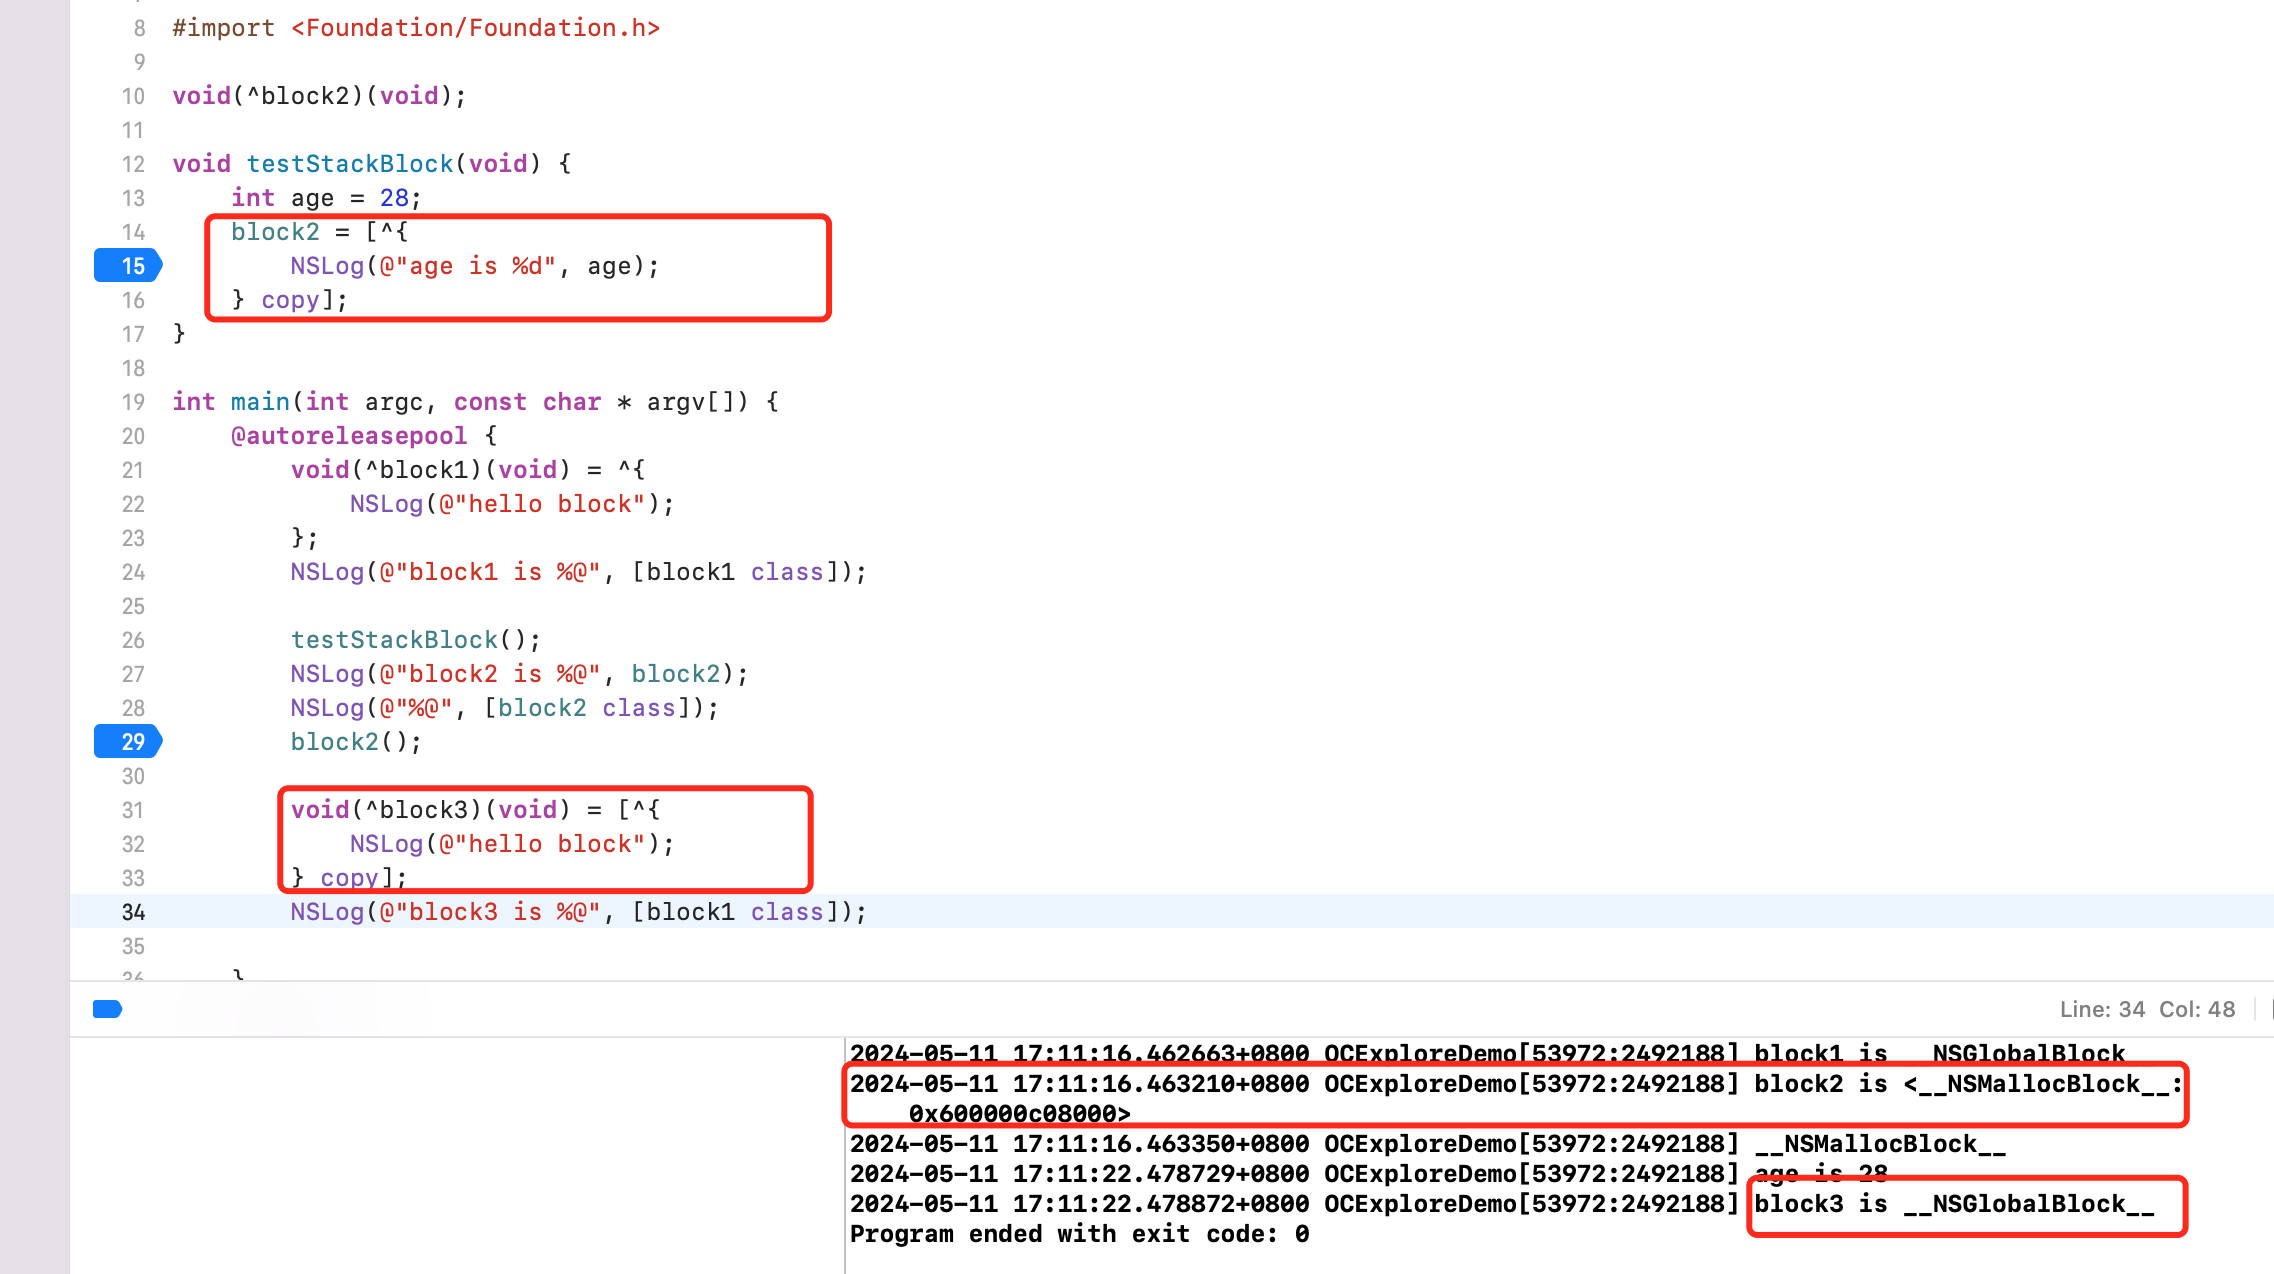 8 #import <Foundation/Foundation.h>
9
10 void(^block2)(void);
11
12 void testStackBlock(void) {
13     int age = 28;
14     block2 = [^{
15         NSLog(@"age is %d", age);
16     } copy];
17 }
18
19 int main(int argc, const char * argv[]) {
20     @autoreleasepool {
21         void(^block1)(void) = ^{
22             NSLog(@"hello block");
23         };
24         NSLog(@"block1 is %@", [block1 class]);
25
26         testStackBlock();
27         NSLog(@"block2 is %@", block2);
28         NSLog(@"%@", [block2 class]);
29         block2();
30
31         void(^block3)(void) = [^{
32             NSLog(@"hello block");
33         } copy];
34         NSLog(@"block3 is %@", [block1 class]);
35
36     }
Line: 34 Col: 48
2024-05-11 17:11:16.462663+0800 OCExploreDemo[53972:2492188] block1 is __NSGlobalBlock__
2024-05-11 17:11:16.463210+0800 OCExploreDemo[53972:2492188] block2 is <__NSMallocBlock__:
0x600000c08000>
2024-05-11 17:11:16.463350+0800 OCExploreDemo[53972:2492188] __NSMallocBlock__
2024-05-11 17:11:22.478729+0800 OCExploreDemo[53972:2492188] age is 28
2024-05-11 17:11:22.478872+0800 OCExploreDemo[53972:2492188] block3 is __NSGlobalBlock__
Program ended with exit code: 0